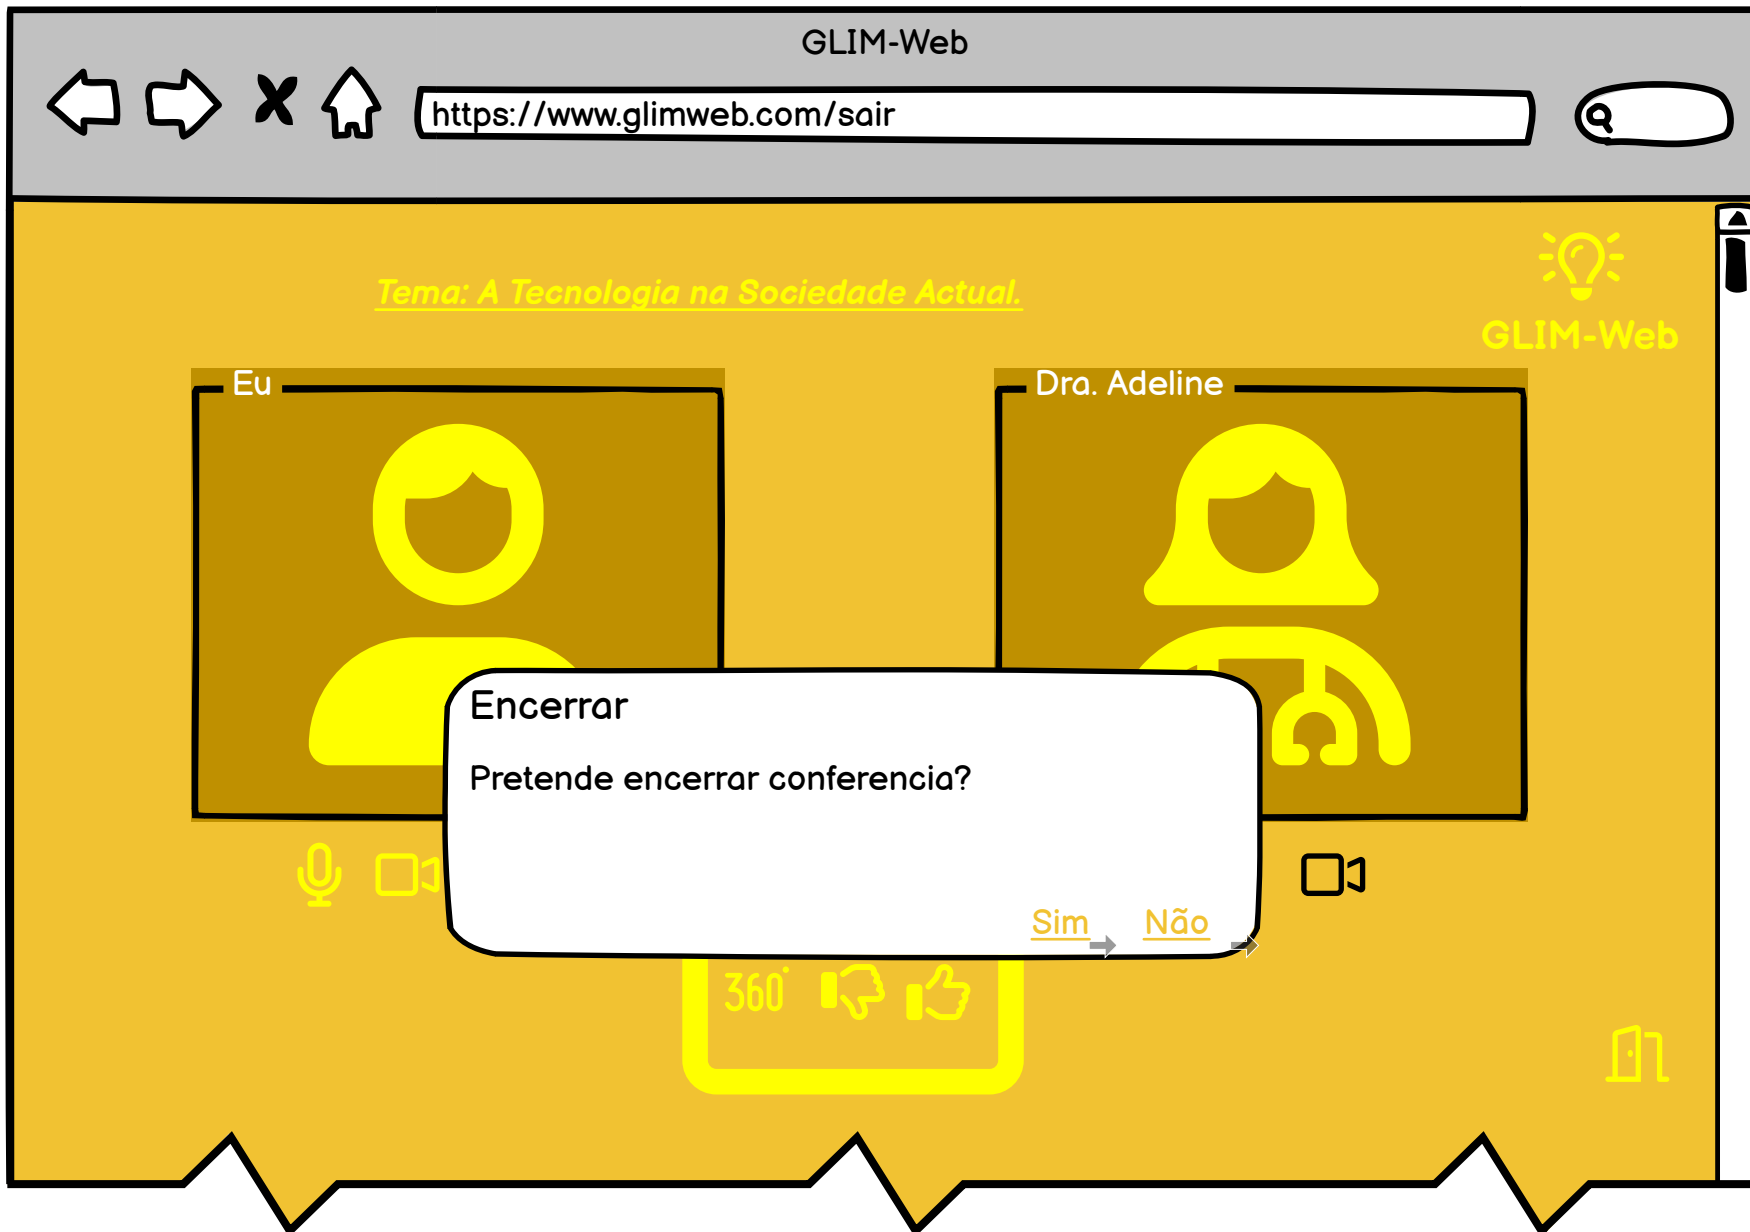 GLIM-Web
https://www.glimweb.com/sair
Tema: A Tecnologia na Sociedade Actual.
GLIM-Web
Eu
Dra. Adeline
Encerrar
Pretende encerrar conferencia?
Sim Não
360°